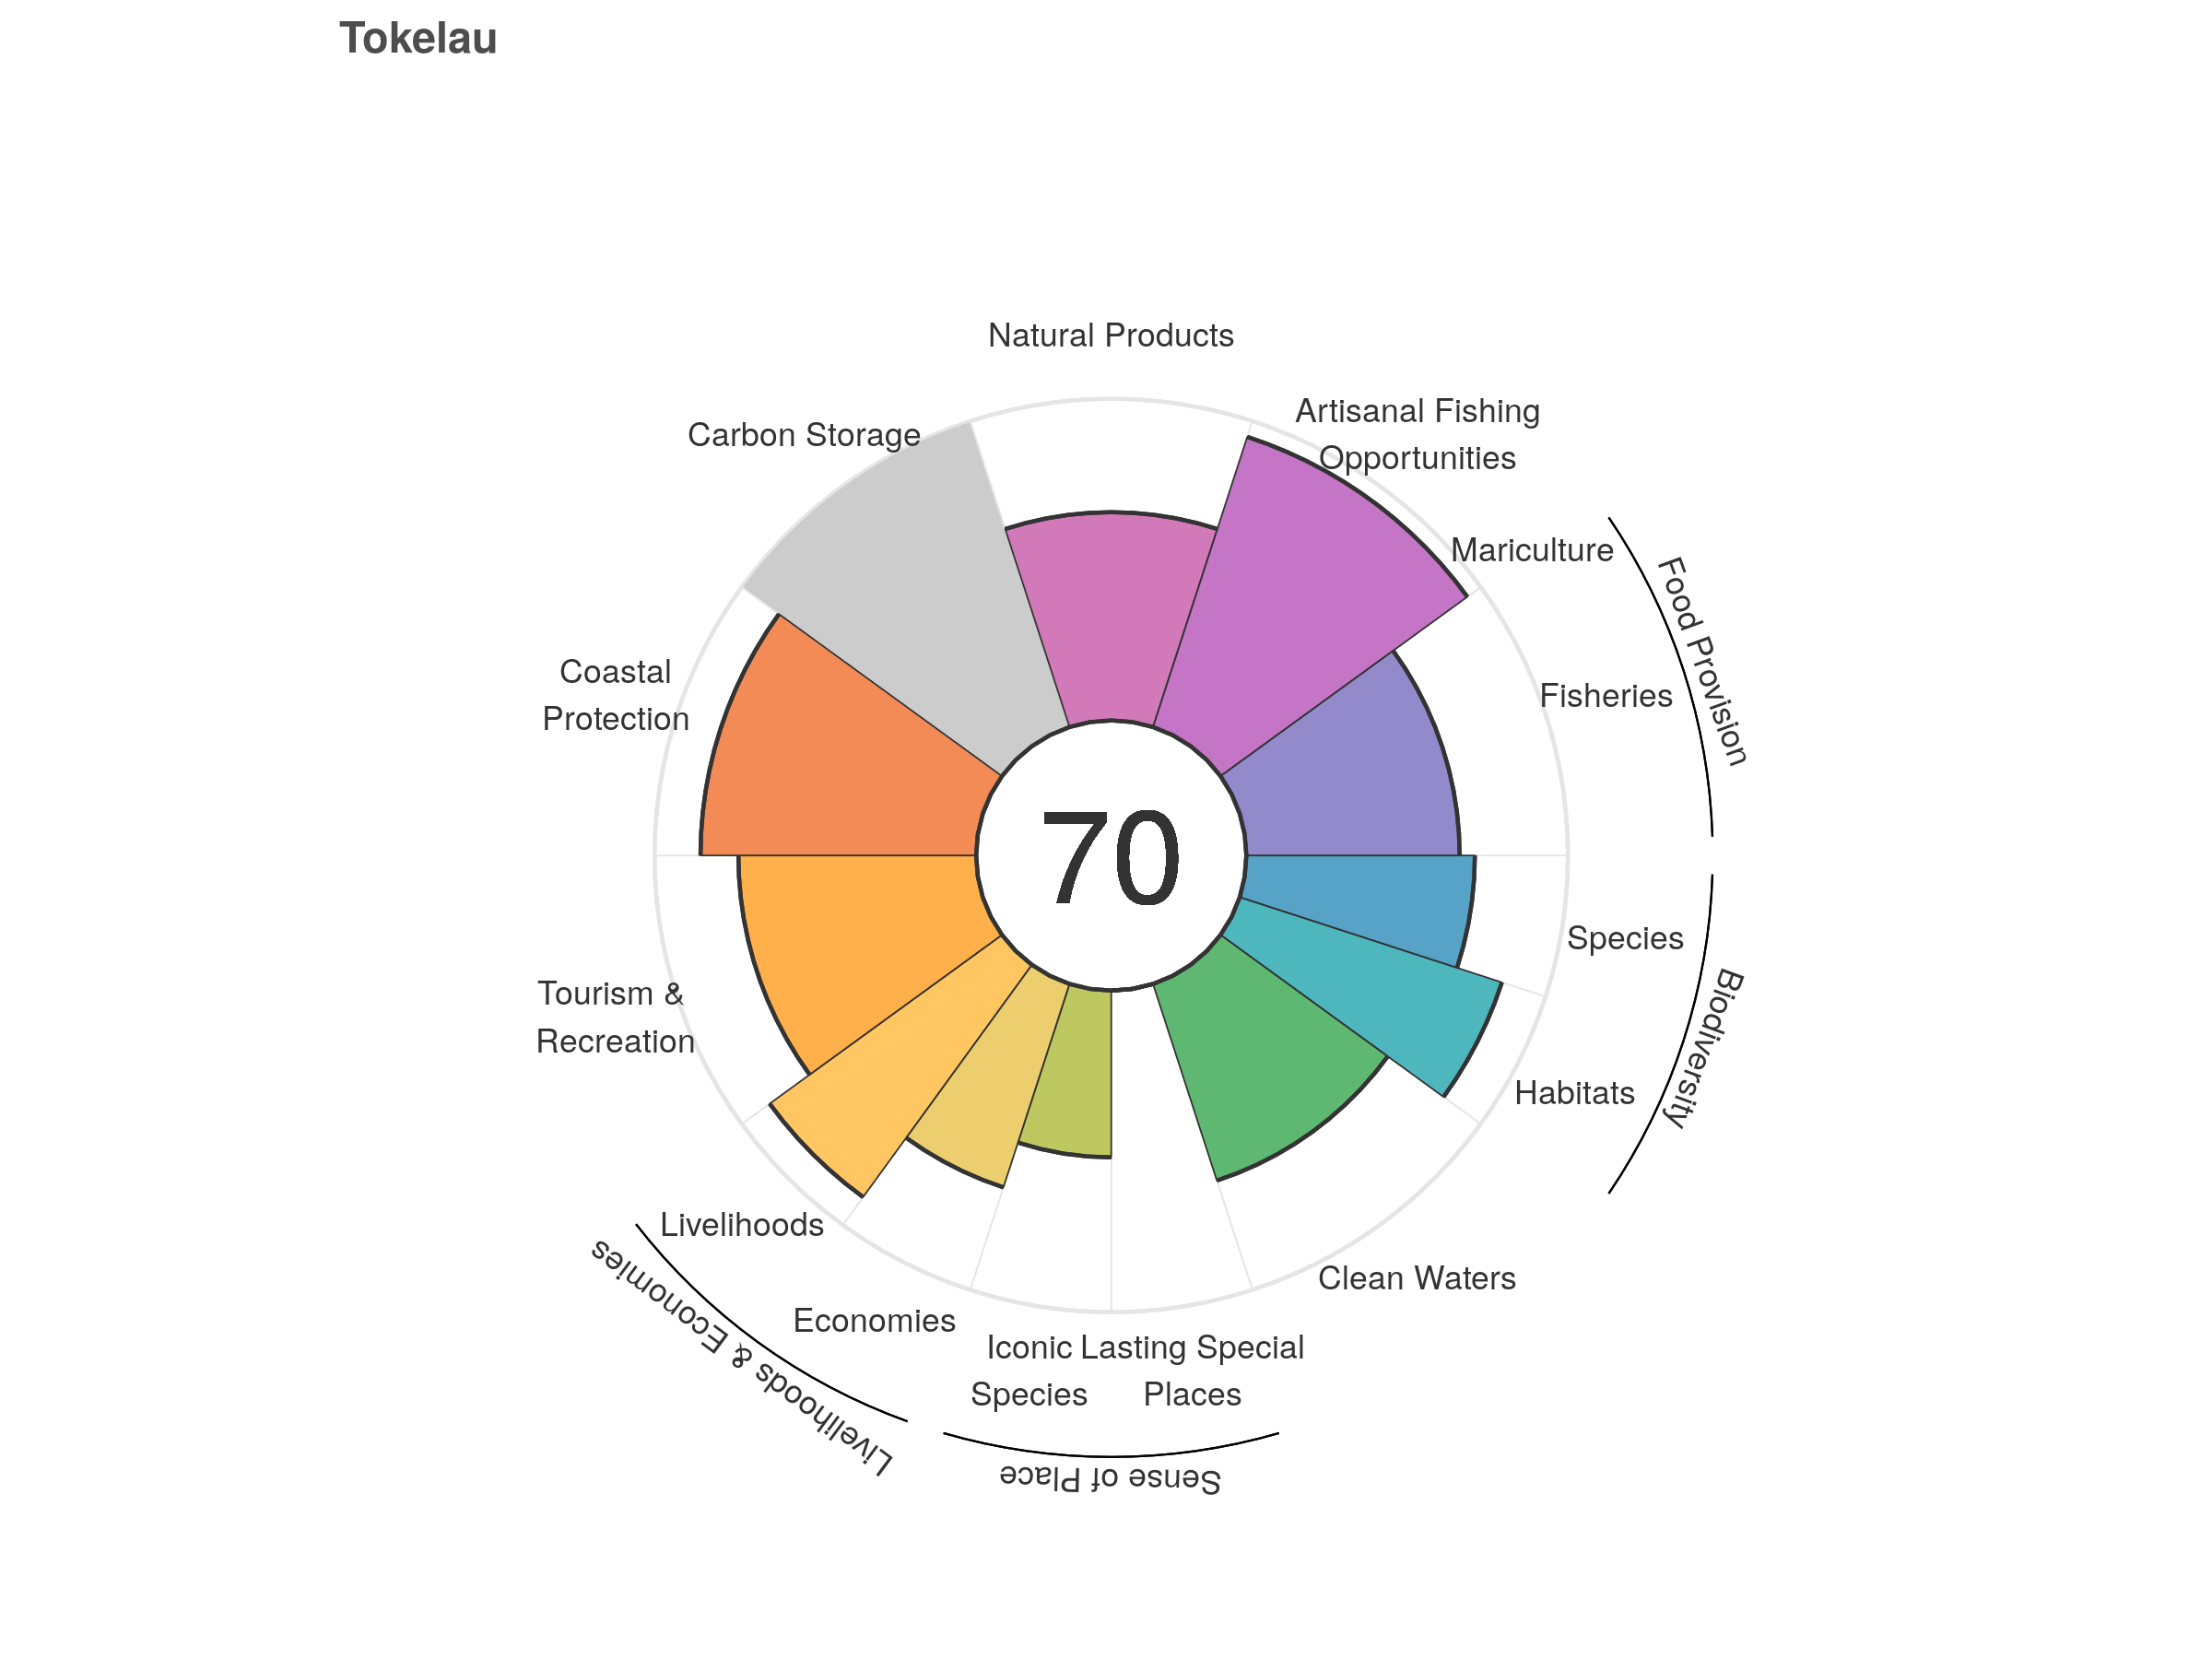 Tokelau
Natural Products
Artisanal Fishing
Opportunities
Carbon Storage
Mariculture
Food Provision
Coastal
Protection
Fisheries
70
Species
Biodiversity
Tourism &
Recreation
Habitats
Livelihoods
Clean Waters
Livelihoods & Economies
Economies
Iconic
Species
Lasting Special
Places
Sense of Place